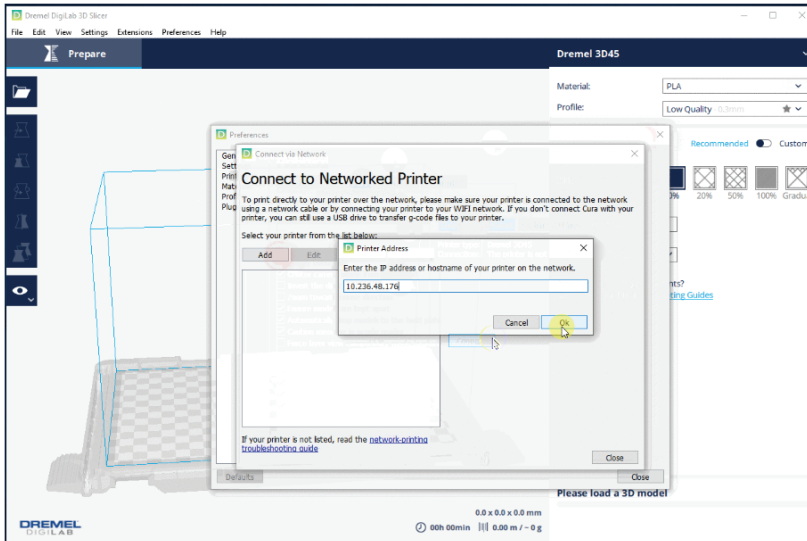 Dremel DigiLab 3D Slicer
File Edit View Settings Extensions Preferences Help
Prepare
Dremel 3D45
Material:
PLA
Profile:
Low Quality 0.3mm
Recommended
Custom
20% 50% 100% Gradu
ting Guides
Preferences
Connect via Network
Connect to Networked Printer
To print directly to your printer over the network, please make sure your printer is connected to the network
using a network cable or by connecting your printer to your WIFI network. If you don't connect Cura with your
printer, you can still use a USB drive to transfer g-code files to your printer.
Select your printer from the list below:
Add
Edit
Printer Address
Enter the IP address or hostname of your printer on the network.
10.236.48.176
Cancel
Ok
If your printer is not listed, read the network-printing
troubleshooting guide
Close
Defaults
Close
Please load a 3D model
0.0 x 0.0 x 0.0 mm
00h 00min
0.00 m / ~ 0 g
DREMEL
DIGILAB